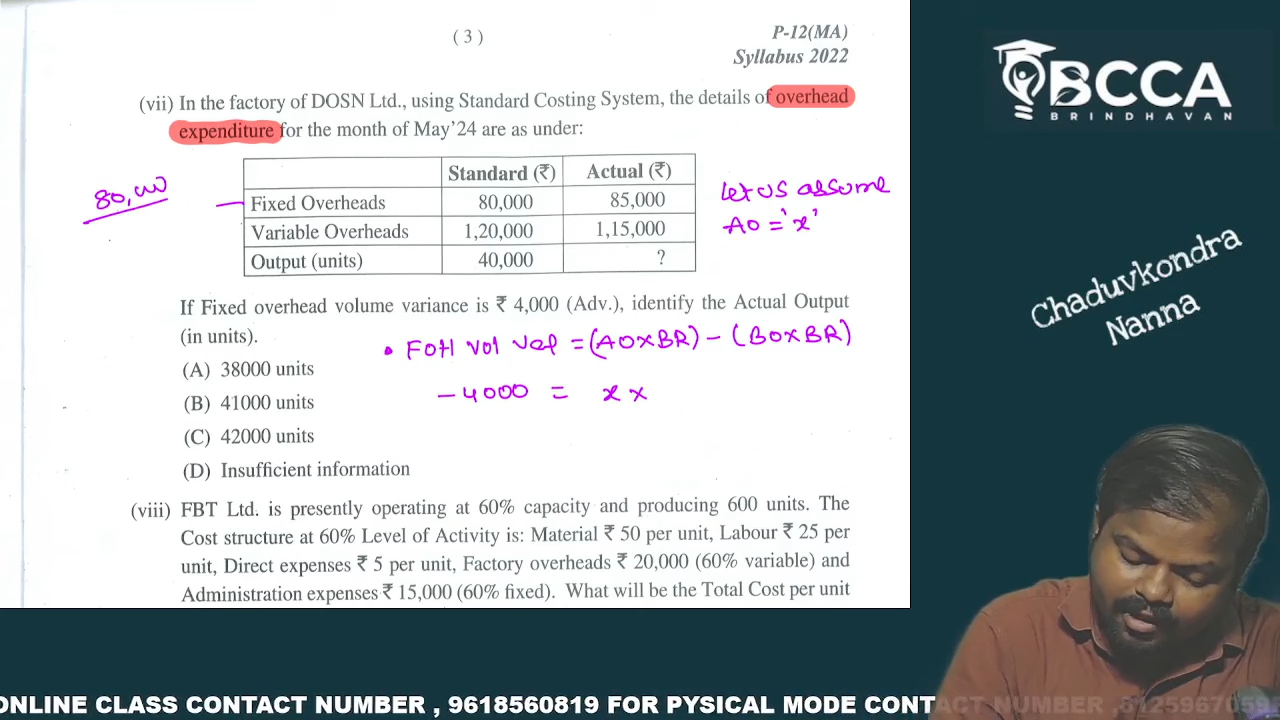 ( 3 )
P-12(MA)
Syllabus 2022
(vii) In the factory of DOSN Ltd., using Standard Costing System, the details of overhead
expenditure for the month of May'24 are as under:
Standard (₹) Actual (₹)
Fixed Overheads 80,000 85,000
Variable Overheads 1,20,000 1,15,000
Output (units) 40,000 ?
80,000
Let us assume
AO = 'x'
If Fixed overhead volume variance is ₹ 4,000 (Adv.), identify the Actual Output
(in units).
• FOH Vol Var = (AO×BR) – (BO×BR)
(A) 38000 units
– 4000 = x ×
(B) 41000 units
(C) 42000 units
(D) Insufficient information
(viii) FBT Ltd. is presently operating at 60% capacity and producing 600 units. The
Cost structure at 60% Level of Activity is: Material ₹ 50 per unit, Labour ₹ 25 per
unit, Direct expenses ₹ 5 per unit, Factory overheads ₹ 20,000 (60% variable) and
Administration expenses ₹ 15,000 (60% fixed). What will be the Total Cost per unit
BCCA
BRINDHAVAN
Chaduvkondra
Nanna
ONLINE CLASS CONTACT NUMBER , 9618560819 FOR PYSICAL MODE CONTACT NUMBER